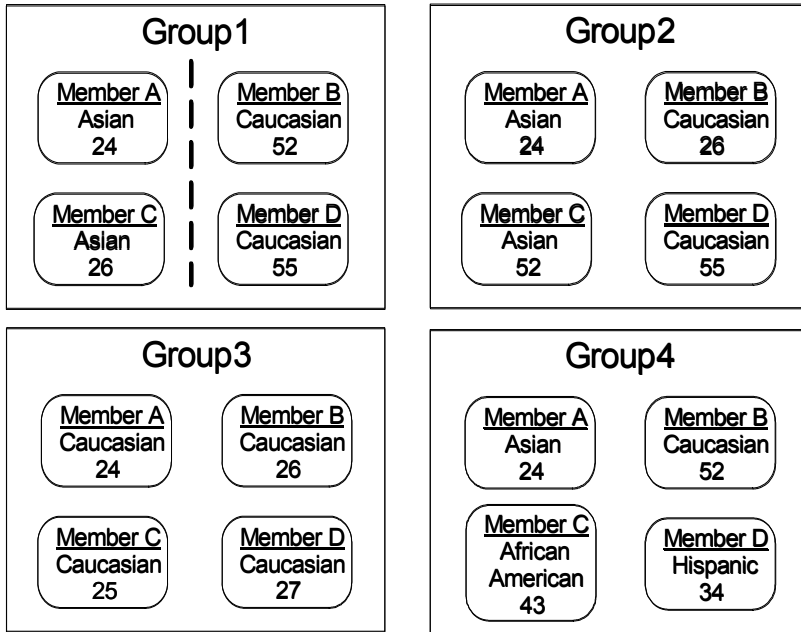 Group1
Member A
Asian
24
Member B
Caucasian
52
Member C
Asian
26
Member D
Caucasian
55
Group2
Member A
Asian
24
Member B
Caucasian
26
Member C
Asian
52
Member D
Caucasian
55
Group3
Member A
Caucasian
24
Member B
Caucasian
26
Member C
Caucasian
25
Member D
Caucasian
27
Group4
Member A
Asian
24
Member B
Caucasian
52
Member C
African
American
43
Member D
Hispanic
34